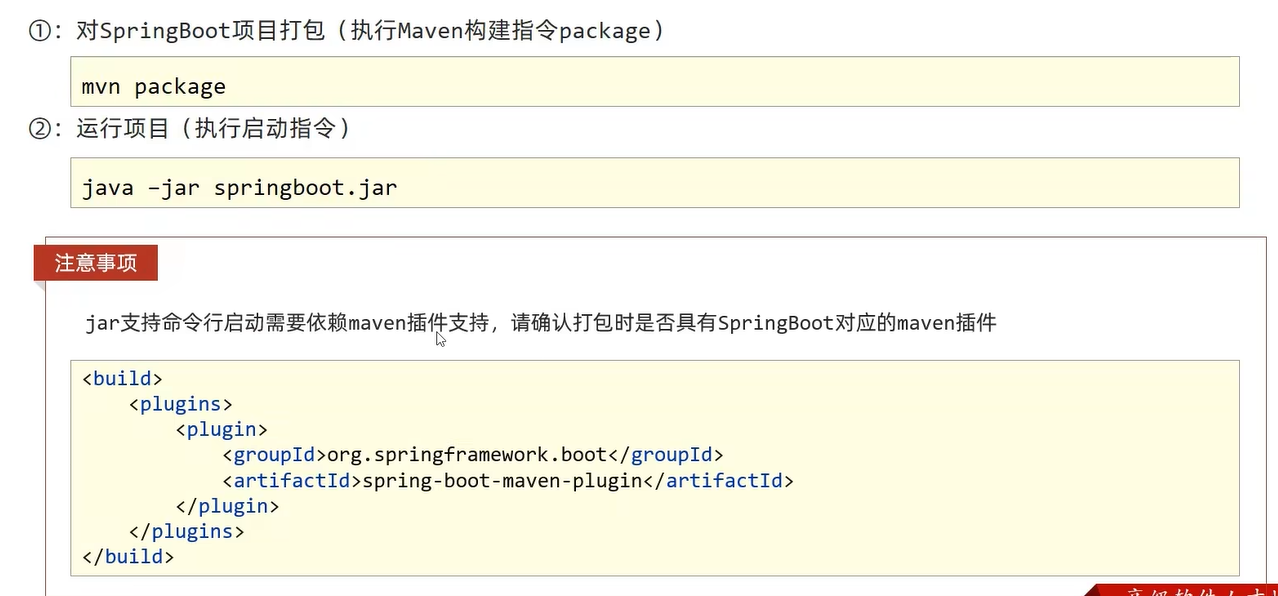 ①：对SpringBoot项目打包（执行Maven构建指令package）
mvn package
②：运行项目（执行启动指令）
java –jar springboot.jar
注意事项
jar支持命令行启动需要依赖maven插件支持，请确认打包时是否具有SpringBoot对应的maven插件
<build>
    <plugins>
        <plugin>
            <groupId>org.springframework.boot</groupId>
            <artifactId>spring-boot-maven-plugin</artifactId>
        </plugin>
    </plugins>
</build>